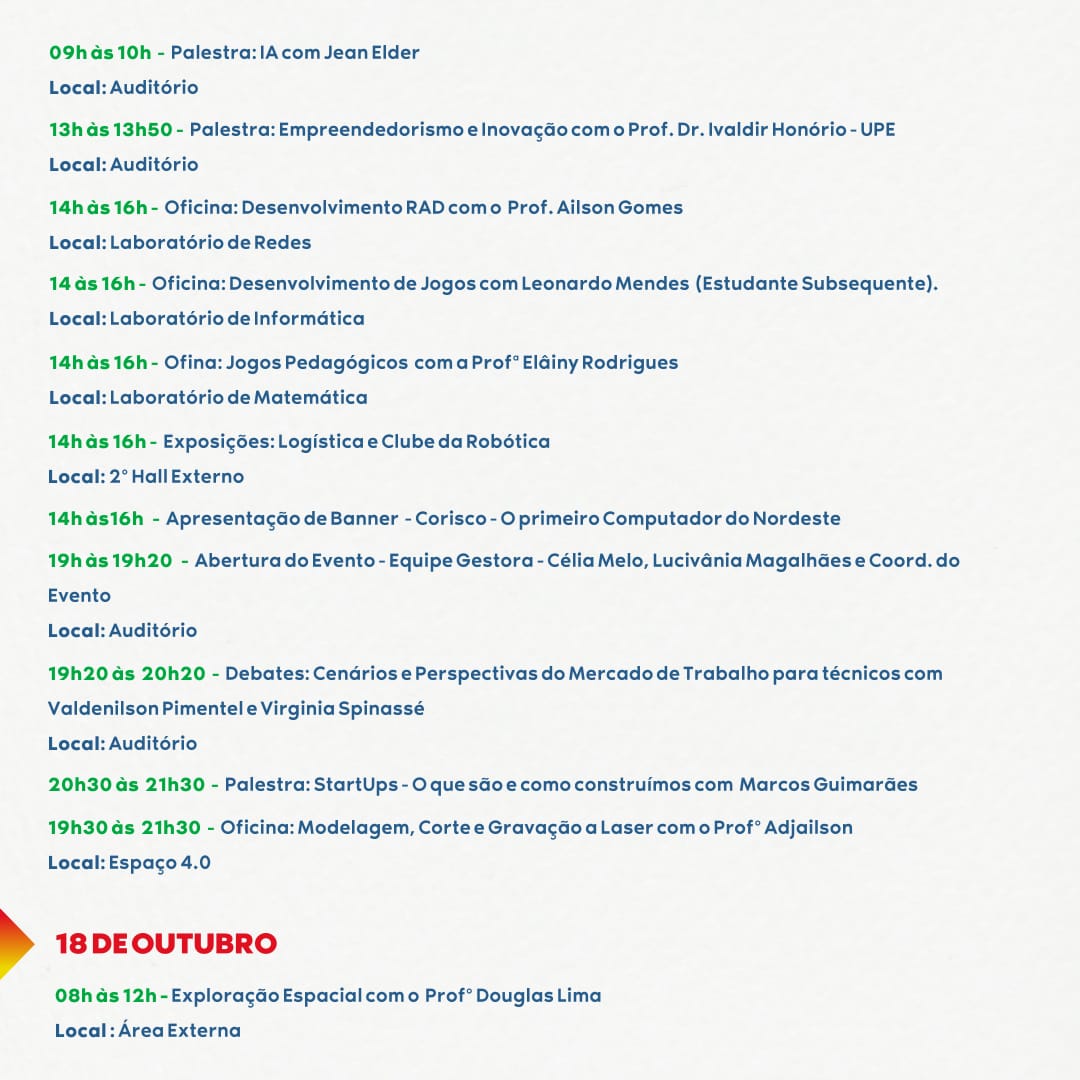 09h às 10h - Palestra: IA com Jean Elder
Local: Auditório
13h às 13h50 - Palestra: Empreendedorismo e Inovação com o Prof. Dr. Ivaldir Honório - UPE
Local: Auditório
14h às 16h - Oficina: Desenvolvimento RAD com o Prof. Ailson Gomes
Local: Laboratório de Redes
14 às 16h - Oficina: Desenvolvimento de Jogos com Leonardo Mendes (Estudante Subsequente).
Local: Laboratório de Informática
14h às 16h - Ofina: Jogos Pedagógicos com a Prof° Elâiny Rodrigues
Local: Laboratório de Matemática
14h às 16h - Exposições: Logística e Clube da Robótica
Local: 2° Hall Externo
14h às16h - Apresentação de Banner - Corisco - O primeiro Computador do Nordeste
19h às 19h20 - Abertura do Evento - Equipe Gestora - Célia Melo, Lucivânia Magalhães e Coord. do
Evento
Local: Auditório
19h20 às 20h20 - Debates: Cenários e Perspectivas do Mercado de Trabalho para técnicos com
Valdenilson Pimentel e Virginia Spinassé
Local: Auditório
20h30 às 21h30 - Palestra: StartUps - O que são e como construímos com Marcos Guimarães
19h30 às 21h30 - Oficina: Modelagem, Corte e Gravação a Laser com o Prof° Adjailson
Local: Espaço 4.0
18 DE OUTUBRO
08h às 12h - Exploração Espacial com o Prof° Douglas Lima
Local : Área Externa